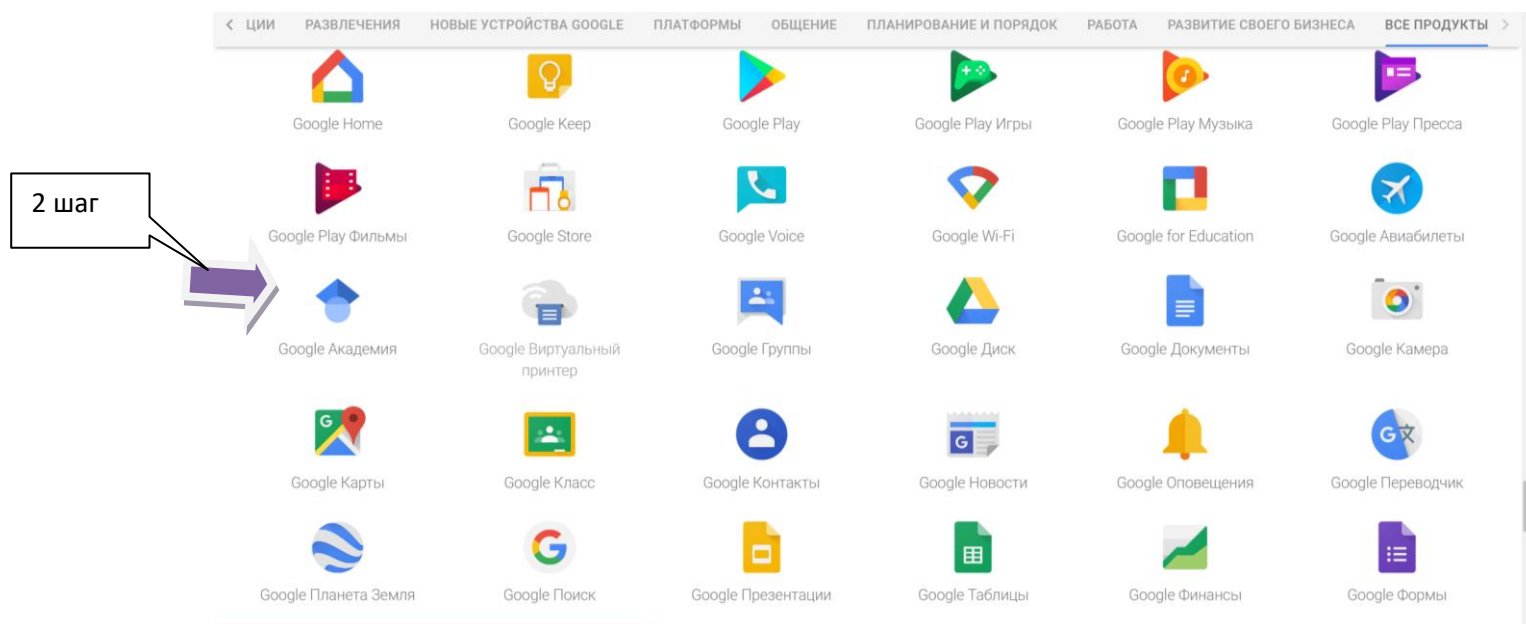 ЦИИ РАЗВЛЕЧЕНИЯ НОВЫЕ УСТРОЙСТВА GOOGLE ПЛАТФОРМЫ ОБЩЕНИЕ ПЛАНИРОВАНИЕ И ПОРЯДОК РАБОТА РАЗВИТИЕ СВОЕГО БИЗНЕСА ВСЕ ПРОДУКТЫ
Google Home Google Keep Google Play Google Play Игры Google Play Музыка Google Play Пресса
2 шаг
Google Play Фильмы Google Store Google Voice Google Wi-Fi Google for Education Google Авиабилеты
Google Академия Google Виртуальный принтер Google Группы Google Диск Google Документы Google Камера
Google Карты Google Класс Google Контакты Google Новости Google Оповещения Google Переводчик
Google Планета Земля Google Поиск Google Презентации Google Таблицы Google Финансы Google Формы